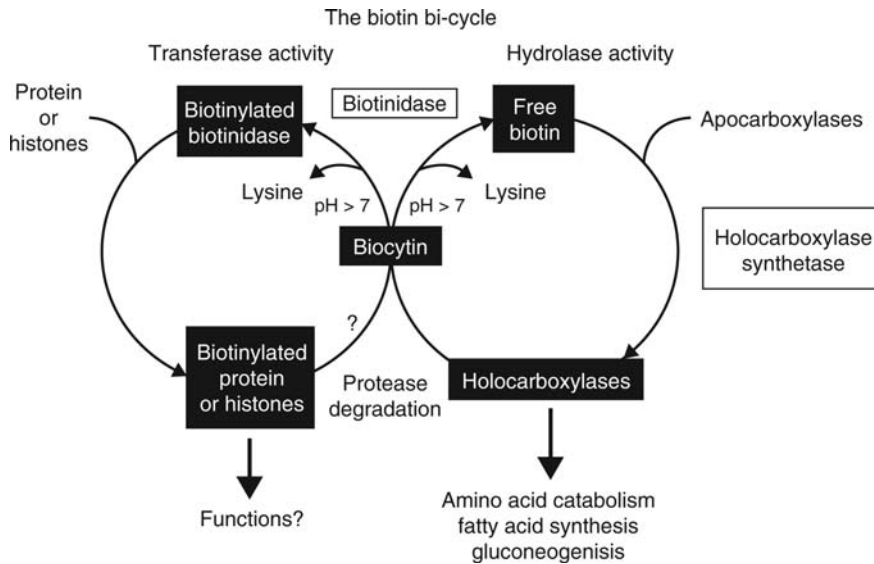 The biotin bi-cycle
Transferase activity
Hydrolase activity
Protein
or
histones
Biotinylated
biotinidase
Biotinidase
Free
biotin
Apocarboxylases
Lysine
Lysine
pH > 7
pH > 7
Biocytin
Holocarboxylase
synthetase
?
Biotinylated
protein
or histones
Protease
degradation
Holocarboxylases
Functions?
Amino acid catabolism
fatty acid synthesis
gluconeogenisis